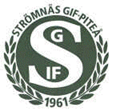 STRÖMNÄS GIF-PITEÅ
S
G
IF
1961